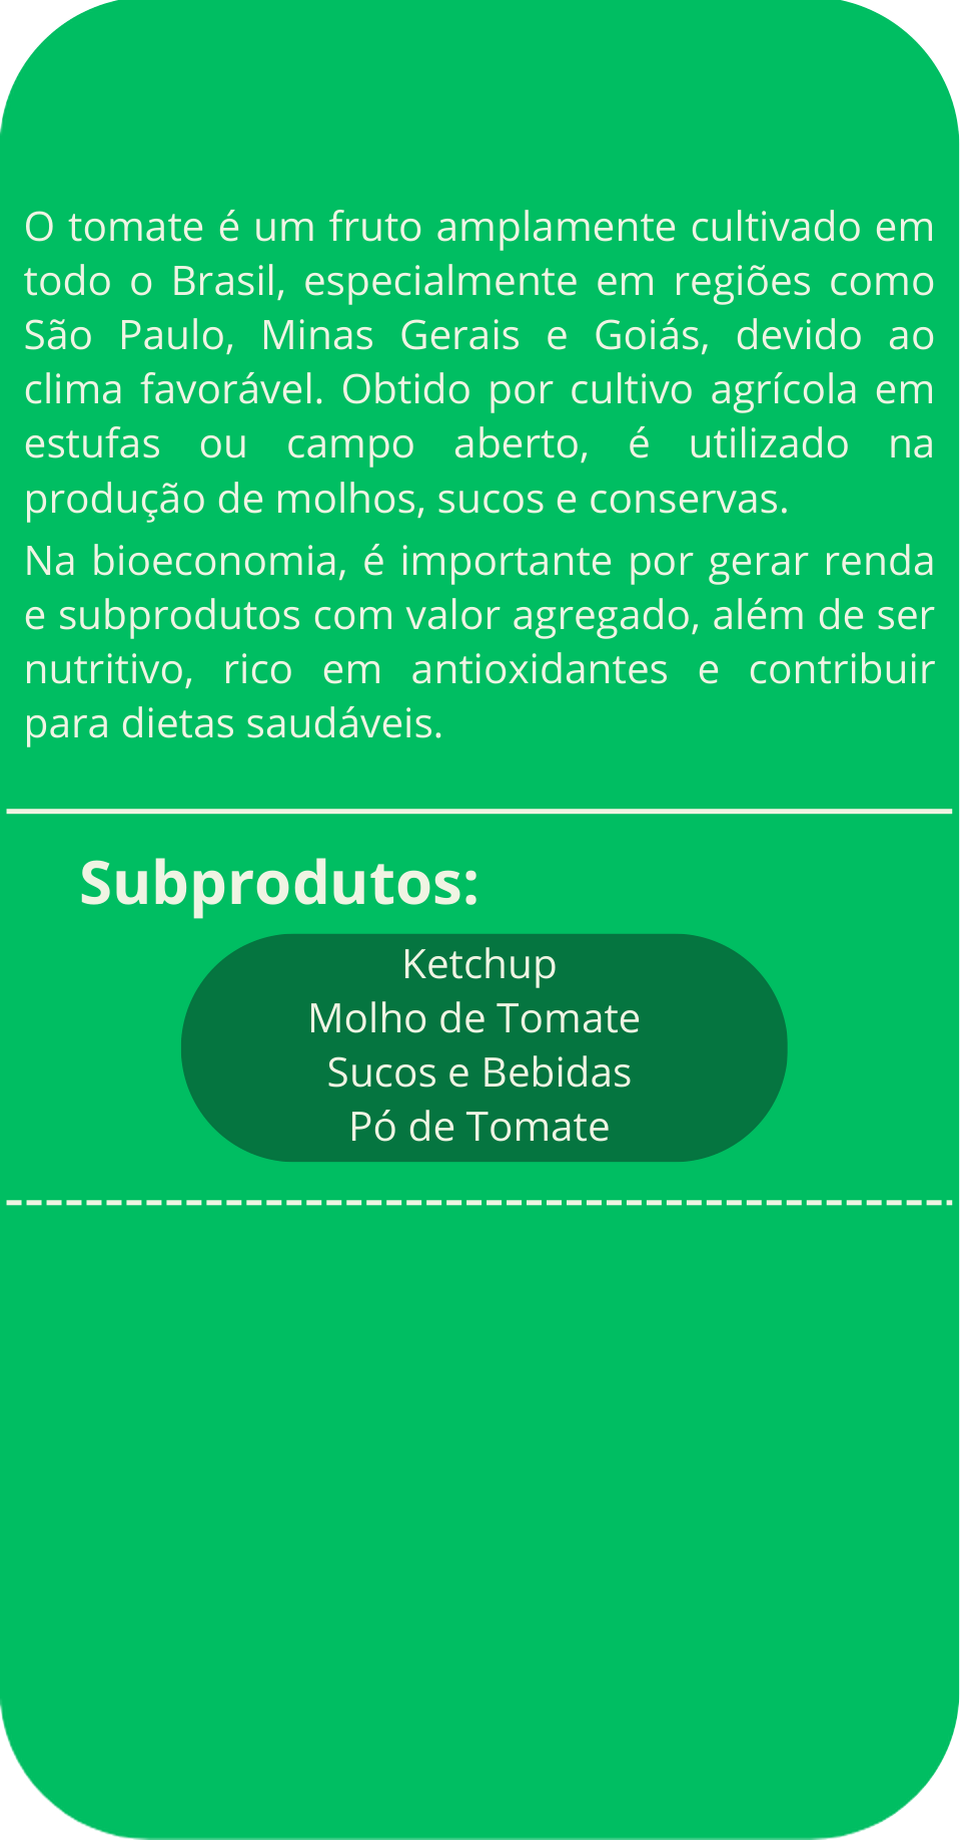 O tomate é um fruto amplamente cultivado em
todo o Brasil, especialmente em regiões como
São Paulo, Minas Gerais e Goiás, devido ao
clima favorável. Obtido por cultivo agrícola em
estufas ou campo aberto, é utilizado na
produção de molhos, sucos e conservas.
Na bioeconomia, é importante por gerar renda
e subprodutos com valor agregado, além de ser
nutritivo, rico em antioxidantes e contribuir
para dietas saudáveis.
Subprodutos:
Ketchup
Molho de Tomate
Sucos e Bebidas
Pó de Tomate